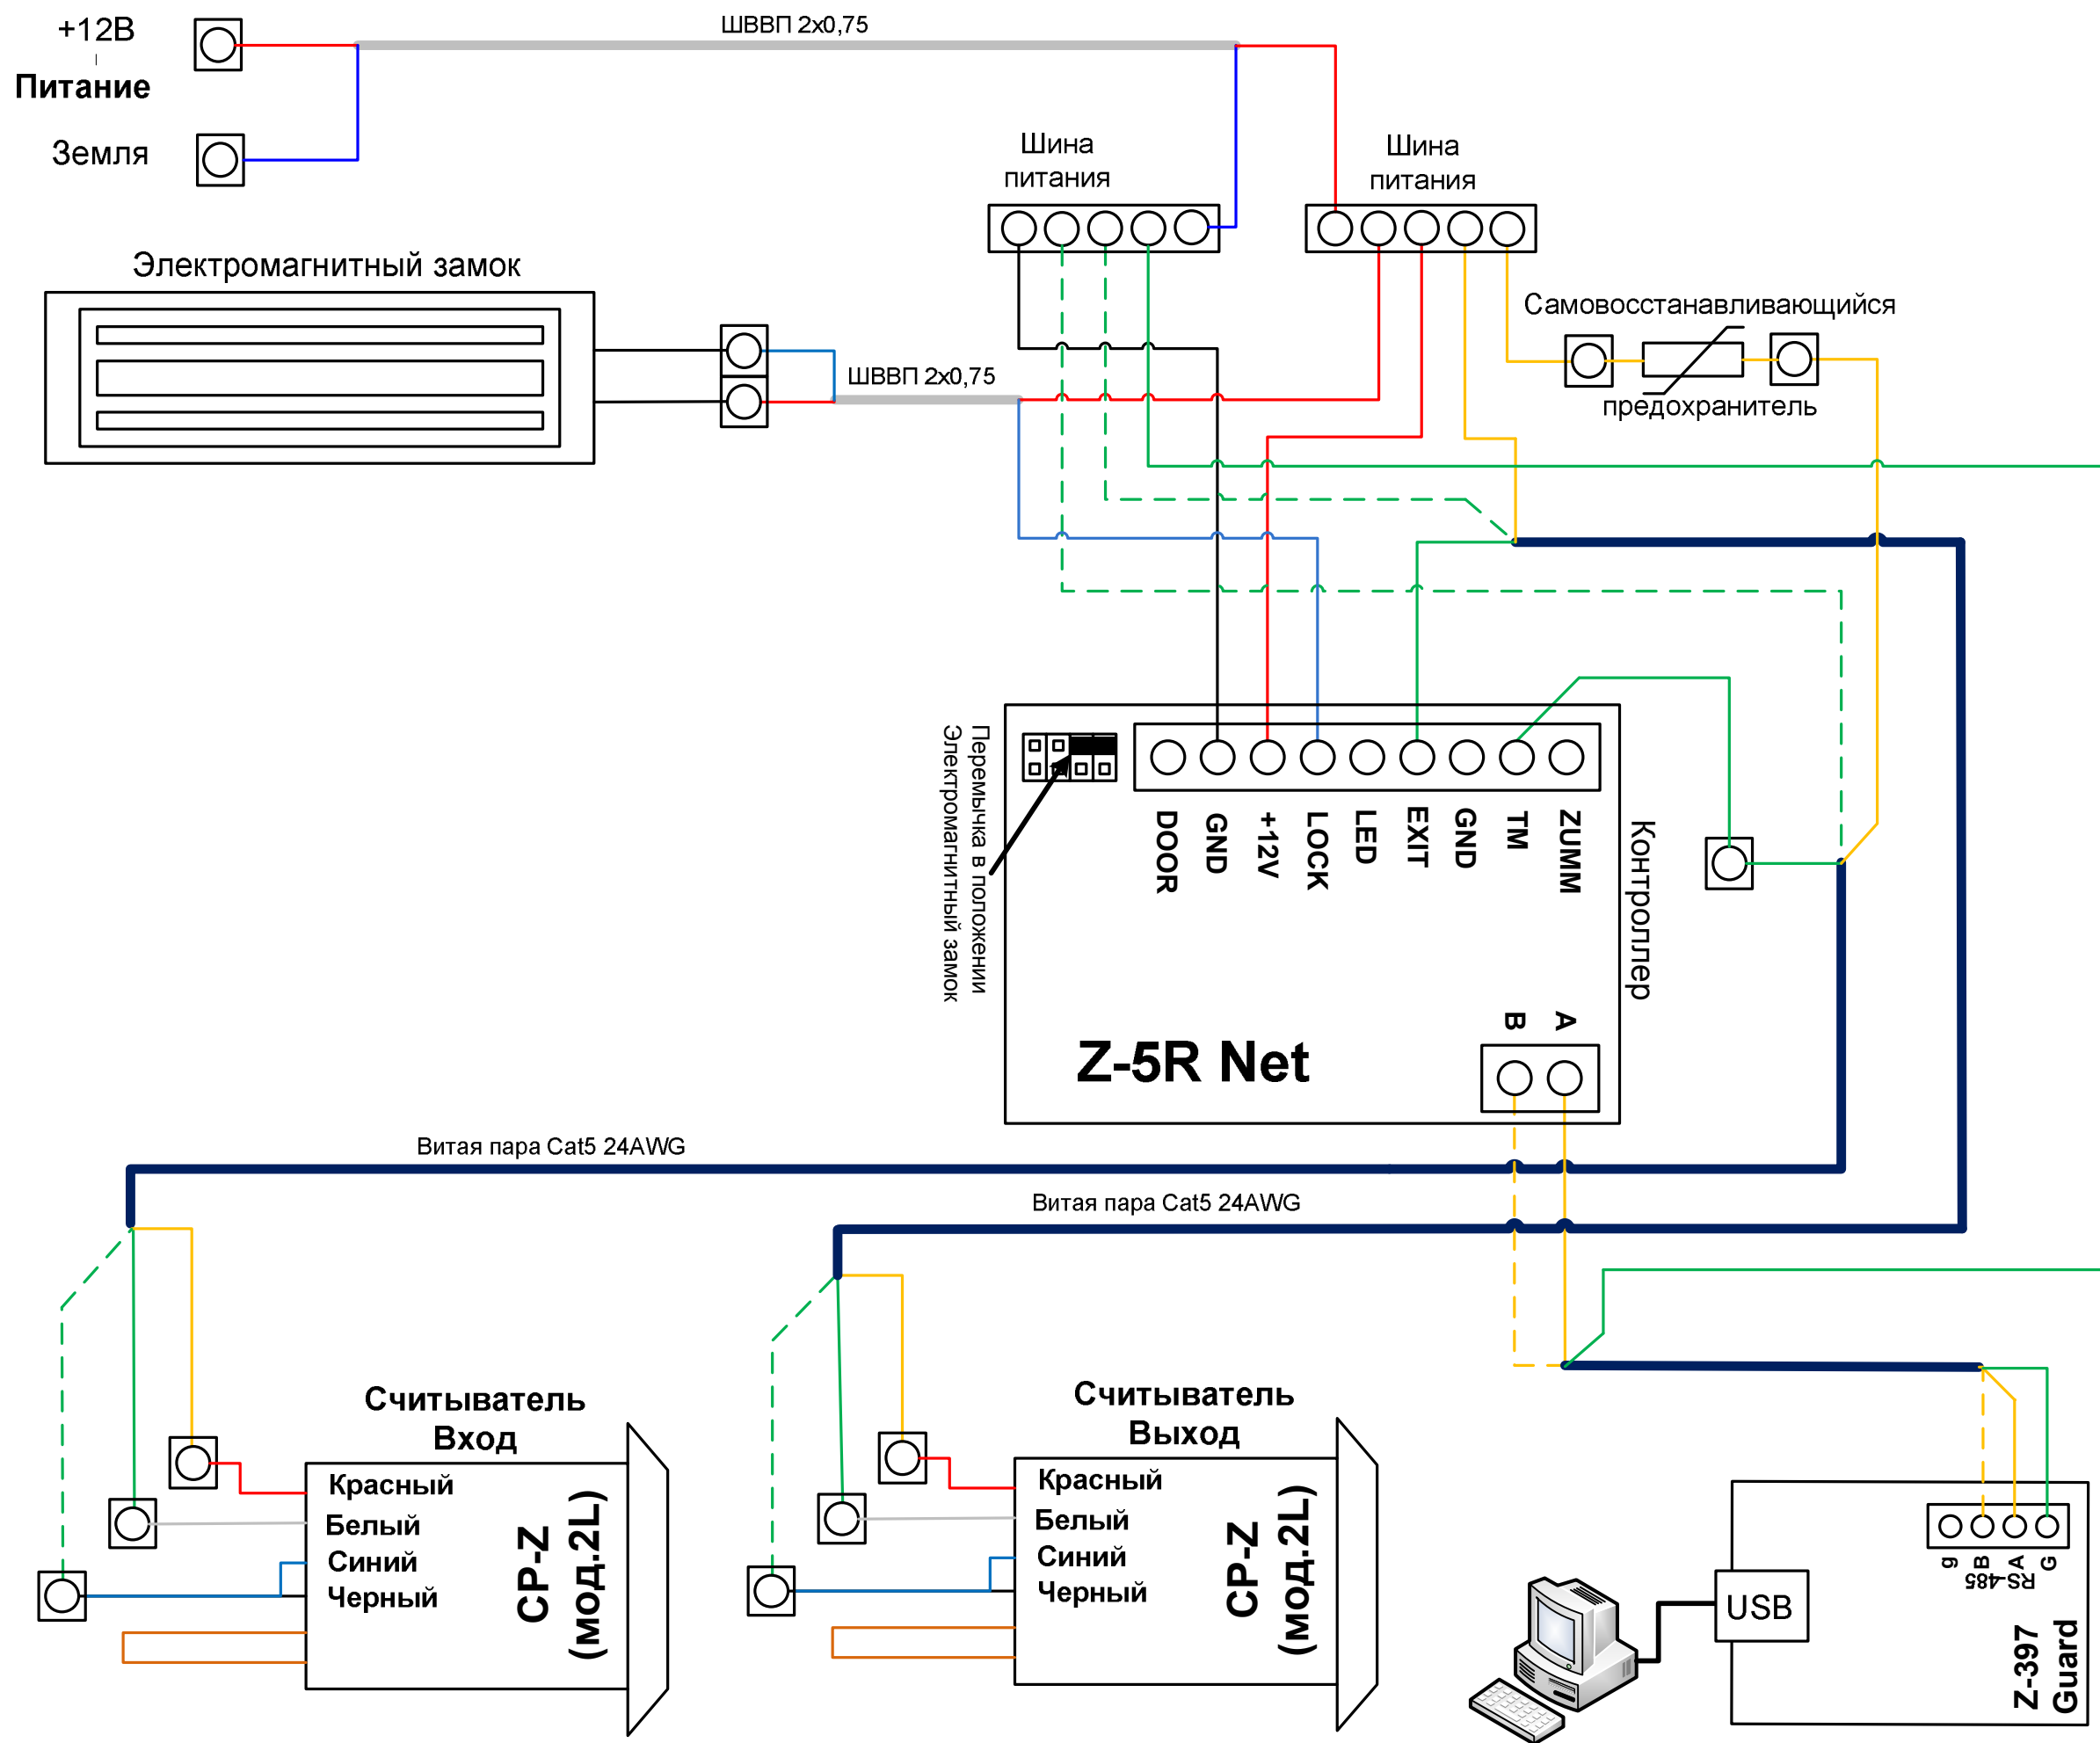 +12В
Питание
Земля
ШВВП 2х0,75
Шина
питания
Шина
питания
Электромагнитный замок
Самовосстанавливающийся
предохранитель
ШВВП 2х0,75
Перемычка в положении
Электромагнитный замок
DOOR
GND
+12V
LOCK
LED
EXIT
GND
TM
ZUMM
Контроллер
B
A
Z-5R Net
Витая пара Cat5 24AWG
Витая пара Cat5 24AWG
Считыватель
Вход
Красный
Белый
Синий
Черный
CP-Z
(мод.2L)
Считыватель
Выход
Красный
Белый
Синий
Черный
CP-Z
(мод.2L)
g
B
A
G
RS-485
USB
Z-397
Guard